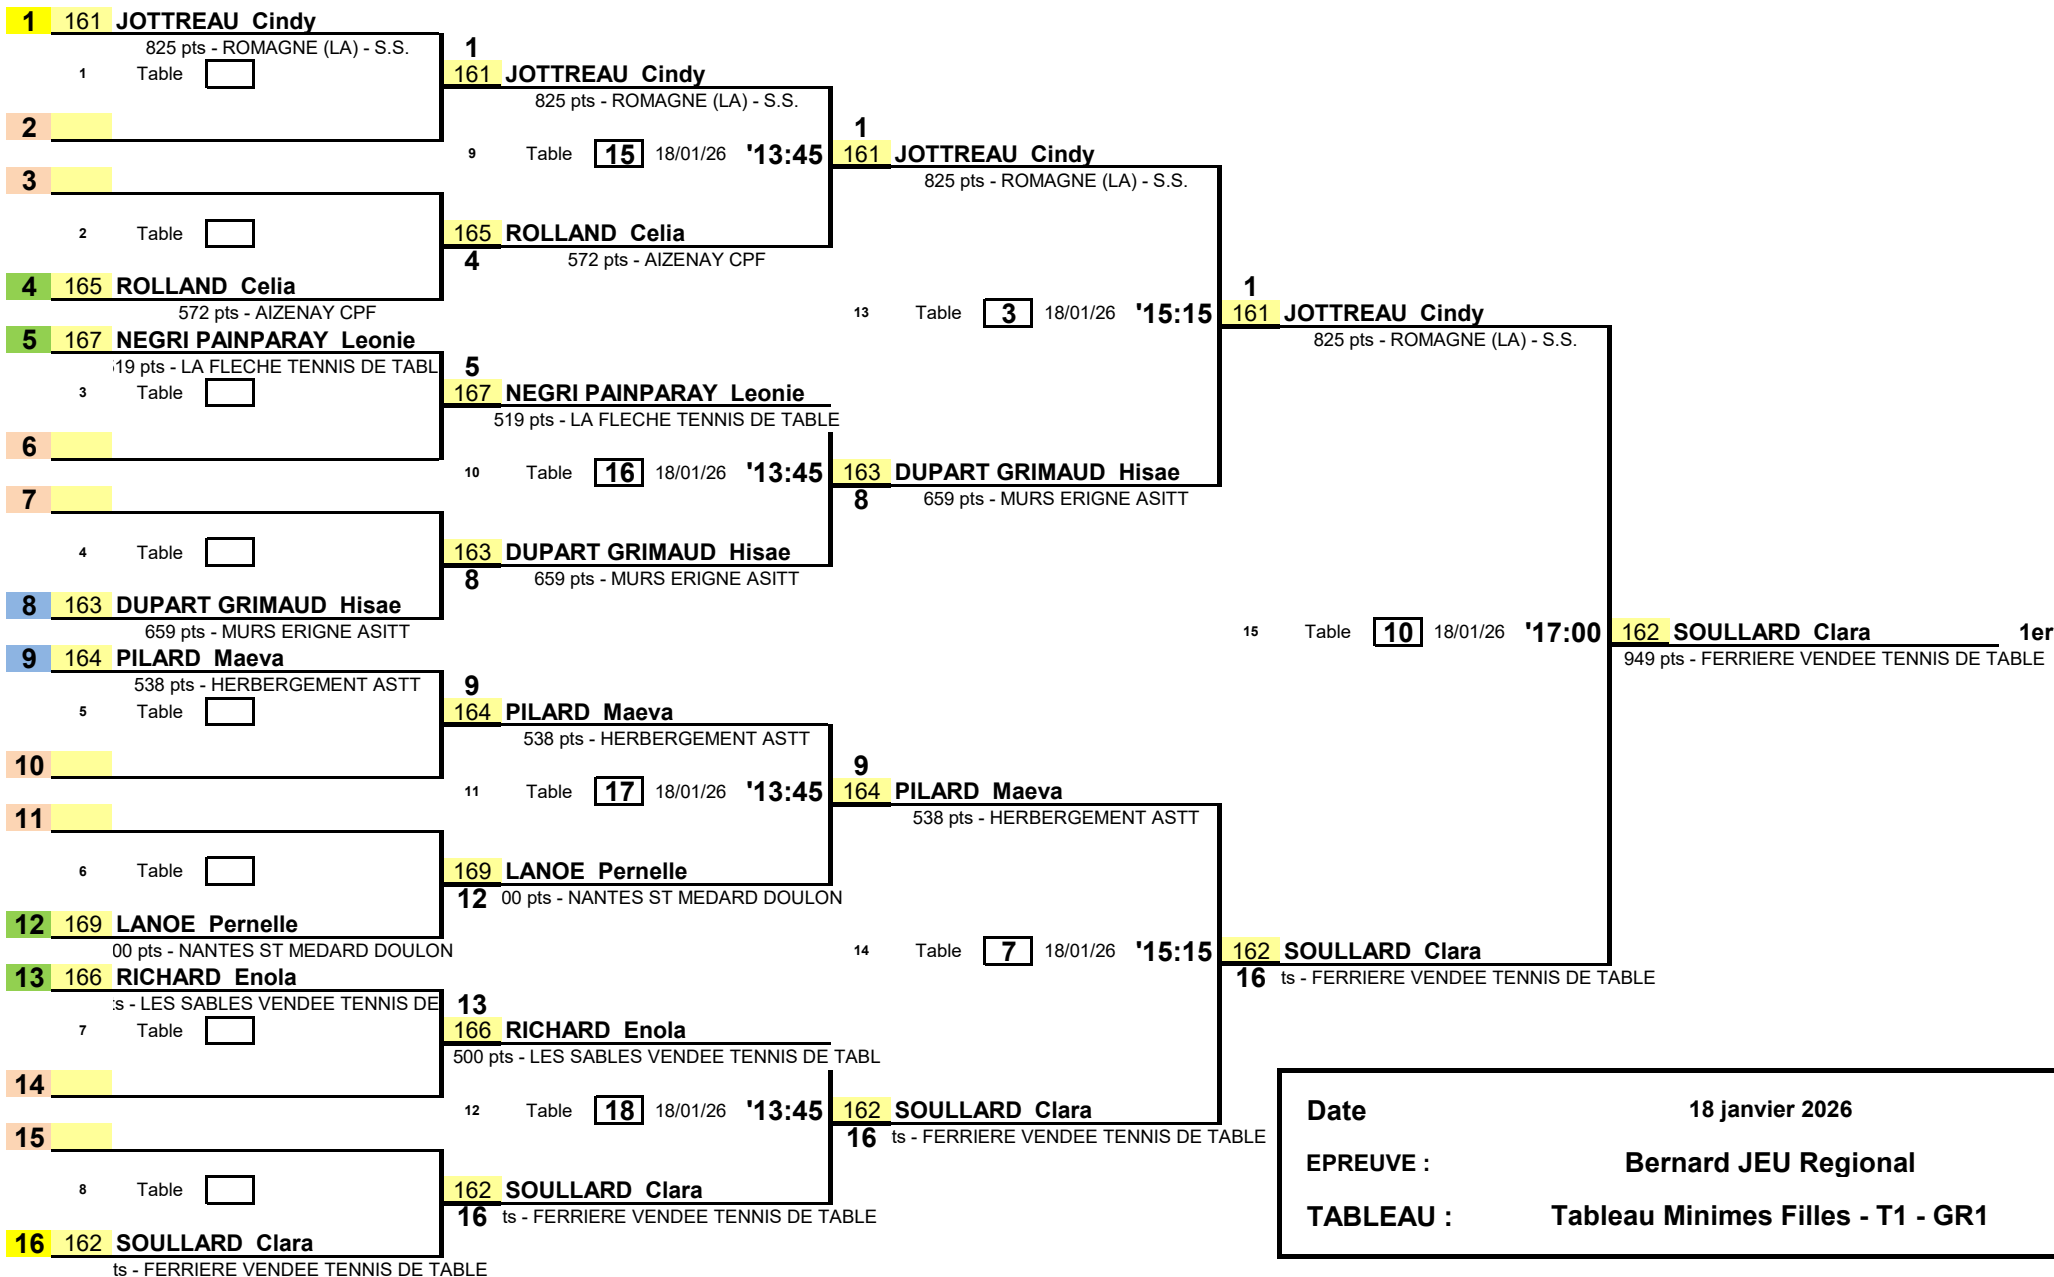 1 161 JOTTREAU Cindy
825 pts - ROMAGNE (LA) - S.S.
1 Table
2
3
2 Table
4 165 ROLLAND Celia
572 pts - AIZENAY CPF
5 167 NEGRI PAINPARAY Leonie
19 pts - LA FLECHE TENNIS DE TABL
3 Table
6
7
4 Table
8 163 DUPART GRIMAUD Hisae
659 pts - MURS ERIGNE ASITT
9 164 PILARD Maeva
538 pts - HERBERGEMENT ASTT
5 Table
10
11
6 Table
12 169 LANOE Pernelle
00 pts - NANTES ST MEDARD DOULON
13 166 RICHARD Enola
s - LES SABLES VENDEE TENNIS DE
7 Table
14
15
8 Table
16 162 SOULLARD Clara
ts - FERRIERE VENDEE TENNIS DE TABLE
1
161 JOTTREAU Cindy
825 pts - ROMAGNE (LA) - S.S.
9 Table 15 18/01/26 '13:45
165 ROLLAND Celia
4 572 pts - AIZENAY CPF
5
167 NEGRI PAINPARAY Leonie
519 pts - LA FLECHE TENNIS DE TABLE
10 Table 16 18/01/26 '13:45
163 DUPART GRIMAUD Hisae
8 659 pts - MURS ERIGNE ASITT
9
164 PILARD Maeva
538 pts - HERBERGEMENT ASTT
11 Table 17 18/01/26 '13:45
169 LANOE Pernelle
12 00 pts - NANTES ST MEDARD DOULON
13
166 RICHARD Enola
500 pts - LES SABLES VENDEE TENNIS DE TABL
12 Table 18 18/01/26 '13:45
162 SOULLARD Clara
16 ts - FERRIERE VENDEE TENNIS DE TABLE
1
161 JOTTREAU Cindy
825 pts - ROMAGNE (LA) - S.S.
13 Table 3 18/01/26 '15:15
163 DUPART GRIMAUD Hisae
8 659 pts - MURS ERIGNE ASITT
9
164 PILARD Maeva
538 pts - HERBERGEMENT ASTT
14 Table 7 18/01/26 '15:15
162 SOULLARD Clara
16 ts - FERRIERE VENDEE TENNIS DE TABLE
1
161 JOTTREAU Cindy
825 pts - ROMAGNE (LA) - S.S.
15 Table 10 18/01/26 '17:00
162 SOULLARD Clara
16 ts - FERRIERE VENDEE TENNIS DE TABLE
162 SOULLARD Clara 1er
949 pts - FERRIERE VENDEE TENNIS DE TABLE
Date 18 janvier 2026
EPREUVE : Bernard JEU Regional
TABLEAU : Tableau Minimes Filles - T1 - GR1